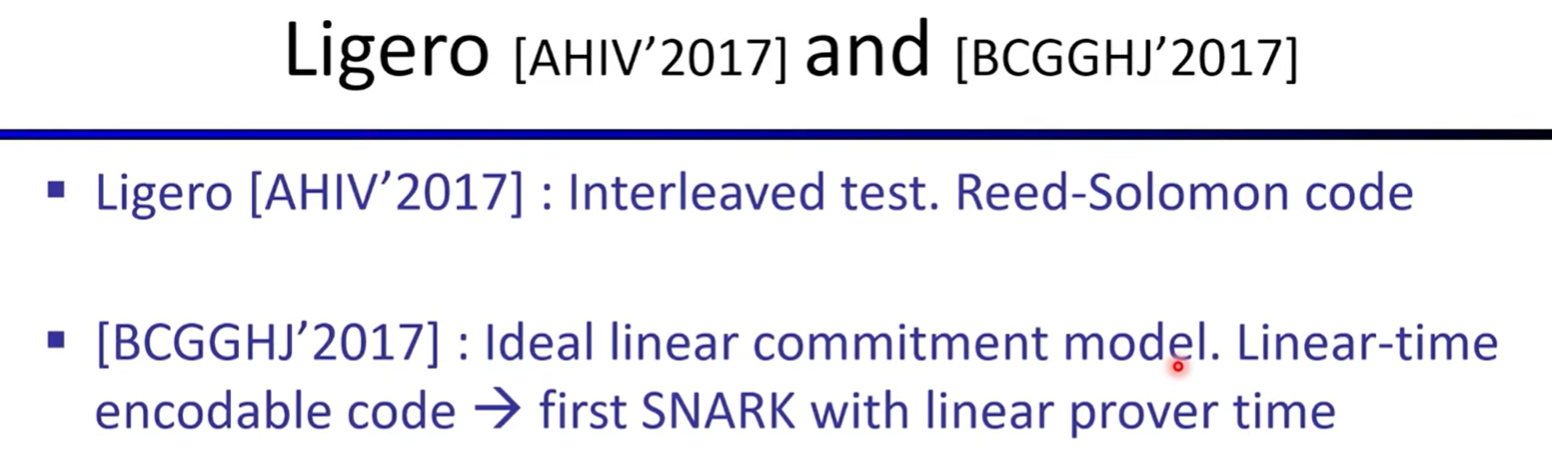 Ligero [AHIV’2017] and [BCGGHJ’2017]
▪ Ligero [AHIV’2017] : Interleaved test. Reed-Solomon code
▪ [BCGGHJ’2017] : Ideal linear commitment model. Linear-time
encodable code → first SNARK with linear prover time